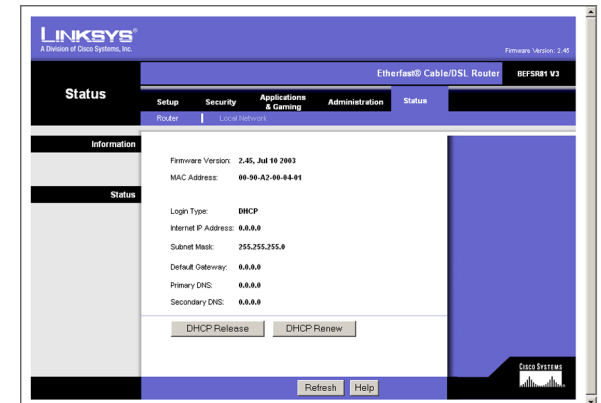 LINKSYS®
A Division of Cisco Systems, Inc.
Firmware Version: 2.45
Etherfast® Cable/DSL Router BEFSR81 V3
Status
Setup Security Applications & Gaming Administration Status
Router Local Network
Information
Firmware Version: 2.45, Jul 10 2003
MAC Address: 00-90-A2-00-04-01
Status
Login Type: DHCP
Internet IP Address: 0.0.0.0
Subnet Mask: 255.255.255.0
Default Gateway: 0.0.0.0
Primary DNS: 0.0.0.0
Secondary DNS: 0.0.0.0
DHCP Release DHCP Renew
CISCO SYSTEMS
Refresh Help